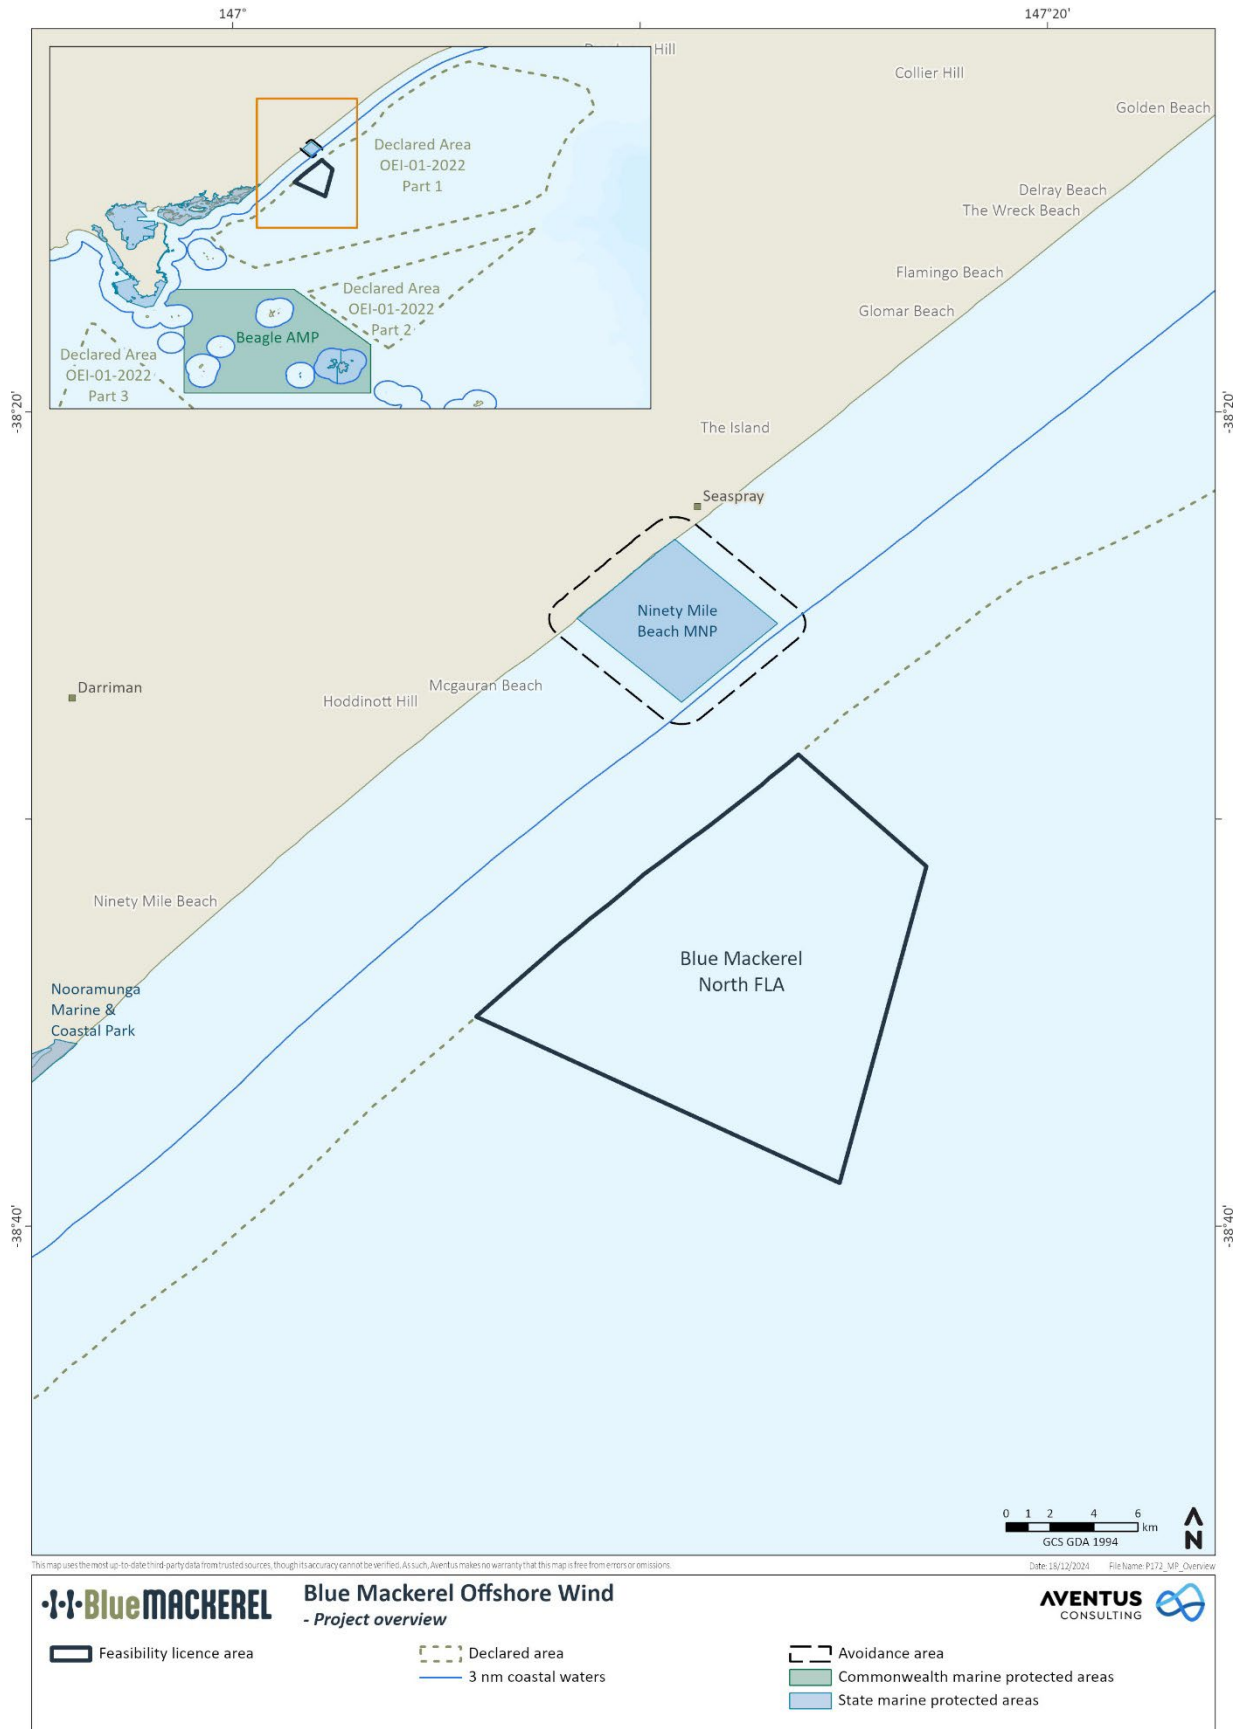 147°
147°20'
Hill
Collier Hill
Golden Beach
Declared Area
OEI-01-2022
Part 1
Delray Beach
The Wreck Beach
Flamingo Beach
Glomar Beach
Declared Area
OEI-01-2022
Part 2
Beagle AMP
Declared Area
OEI-01-2022
Part 3
-38°20'
-38°20'
The Island
Seaspray
Ninety Mile
Beach MNP
Darriman
Mcgauran Beach
Hoddinott Hill
Ninety Mile Beach
Blue Mackerel
North FLA
Nooramunga
Marine &
Coastal Park
-38°40'
-38°40'
0 1 2 4 6
km
GCS GDA 1994
N
This map uses the most up-to-date third-party data from trusted sources, though its accuracy cannot be verified. As such, Aventus makes no warranty that this map is free from errors or omissions.
Date: 18/12/2024 File Name: P172_MP_Overview
BlueMACKEREL
Blue Mackerel Offshore Wind
- Project overview
AVENTUS
CONSULTING
Feasibility licence area
Declared area
3 nm coastal waters
Avoidance area
Commonwealth marine protected areas
State marine protected areas